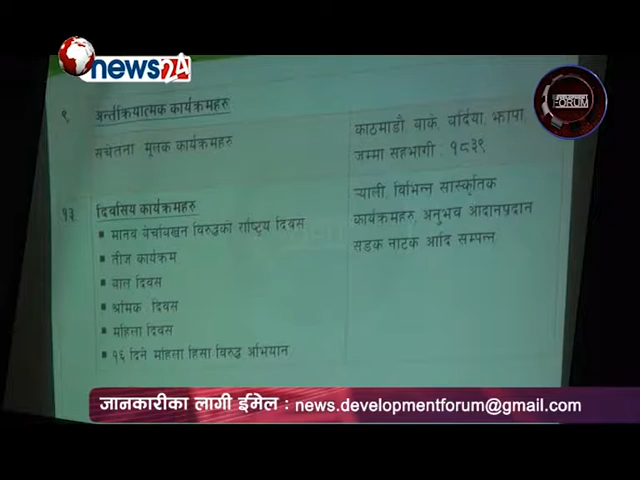 news24
FORUM
९ अर्न्तक्रियात्मक कार्यक्रमहरु
सचेतना मूलक कार्यक्रमहरु
काठमाडौ बाके, बर्दिया, झापा,
जम्मा सहभागी : १८३९
१३ दिवसिय कार्यक्रमहरु
▪ मानव बेचबिखन विरुद्धको राष्ट्रिय दिवस
▪ तीज कार्यक्रम
▪ बाल दिवस
▪ श्रमिक दिवस
▪ महिला दिवस
▪ १६ दिने महिला हिसा विरुद्ध अभियान
र्‍याली, विभिन्न सास्कृतिक
कार्यक्रमहरु, अनुभव आदानप्रदान
सडक नाटक आदि सम्पन्न
जानकारीका लागी ईमेल : news.developmentforum@gmail.com